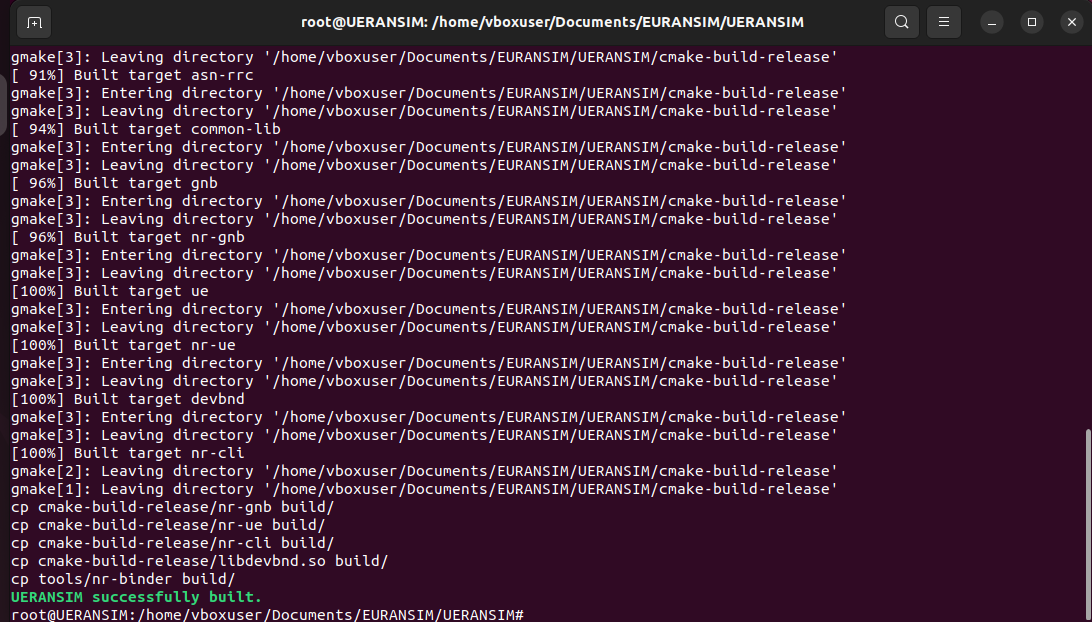 root@UERANSIM: /home/vboxuser/Documents/EURANSIM/UERANSIM
gmake[3]: Leaving directory '/home/vboxuser/Documents/EURANSIM/UERANSIM/cmake-build-release'
[ 91%] Built target asn-rrc
gmake[3]: Entering directory '/home/vboxuser/Documents/EURANSIM/UERANSIM/cmake-build-release'
gmake[3]: Leaving directory '/home/vboxuser/Documents/EURANSIM/UERANSIM/cmake-build-release'
[ 94%] Built target common-lib
gmake[3]: Entering directory '/home/vboxuser/Documents/EURANSIM/UERANSIM/cmake-build-release'
gmake[3]: Leaving directory '/home/vboxuser/Documents/EURANSIM/UERANSIM/cmake-build-release'
[ 96%] Built target gnb
gmake[3]: Entering directory '/home/vboxuser/Documents/EURANSIM/UERANSIM/cmake-build-release'
gmake[3]: Leaving directory '/home/vboxuser/Documents/EURANSIM/UERANSIM/cmake-build-release'
[ 96%] Built target nr-gnb
gmake[3]: Entering directory '/home/vboxuser/Documents/EURANSIM/UERANSIM/cmake-build-release'
gmake[3]: Leaving directory '/home/vboxuser/Documents/EURANSIM/UERANSIM/cmake-build-release'
[100%] Built target ue
gmake[3]: Entering directory '/home/vboxuser/Documents/EURANSIM/UERANSIM/cmake-build-release'
gmake[3]: Leaving directory '/home/vboxuser/Documents/EURANSIM/UERANSIM/cmake-build-release'
[100%] Built target nr-ue
gmake[3]: Entering directory '/home/vboxuser/Documents/EURANSIM/UERANSIM/cmake-build-release'
gmake[3]: Leaving directory '/home/vboxuser/Documents/EURANSIM/UERANSIM/cmake-build-release'
[100%] Built target devbnd
gmake[3]: Entering directory '/home/vboxuser/Documents/EURANSIM/UERANSIM/cmake-build-release'
gmake[3]: Leaving directory '/home/vboxuser/Documents/EURANSIM/UERANSIM/cmake-build-release'
[100%] Built target nr-cli
gmake[2]: Leaving directory '/home/vboxuser/Documents/EURANSIM/UERANSIM/cmake-build-release'
gmake[1]: Leaving directory '/home/vboxuser/Documents/EURANSIM/UERANSIM/cmake-build-release'
cp cmake-build-release/nr-gnb build/
cp cmake-build-release/nr-ue build/
cp cmake-build-release/nr-cli build/
cp cmake-build-release/libdevbnd.so build/
cp tools/nr-binder build/
UERANSIM successfully built.
root@UERANSIM:/home/vboxuser/Documents/EURANSIM/UERANSIM#